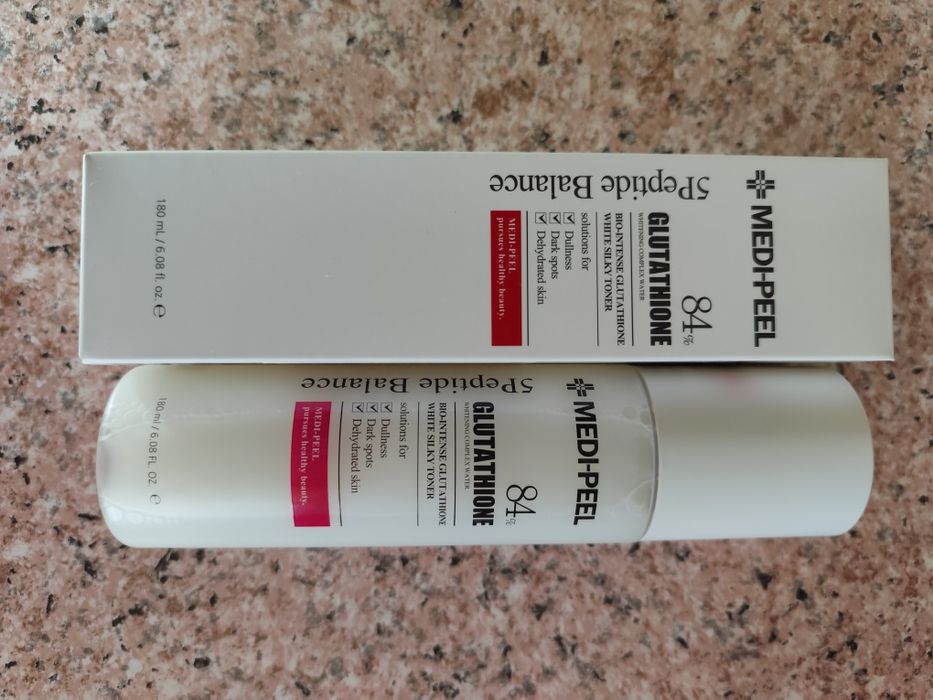 MEDI-PEEL
84%
GLUTATHIONE
WHITENING COMPLEX WATER
BIO-INTENSE GLUTATHIONE
WHITE SILKY TONER
solutions for
Dullness
Dark spots
Dehydrated skin
MEDI-PEEL
pursues healthy beauty.
5Peptide Balance
180 mL / 6.08 fl. oz. ℮
MEDI-PEEL
84%
GLUTATHIONE
WHITENING COMPLEX WATER
BIO-INTENSE GLUTATHIONE
WHITE SILKY TONER
solutions for
Dullness
Dark spots
Dehydrated skin
MEDI-PEEL
pursues healthy beauty.
5Peptide Balance
180 ml / 6.08 FL. OZ. ℮